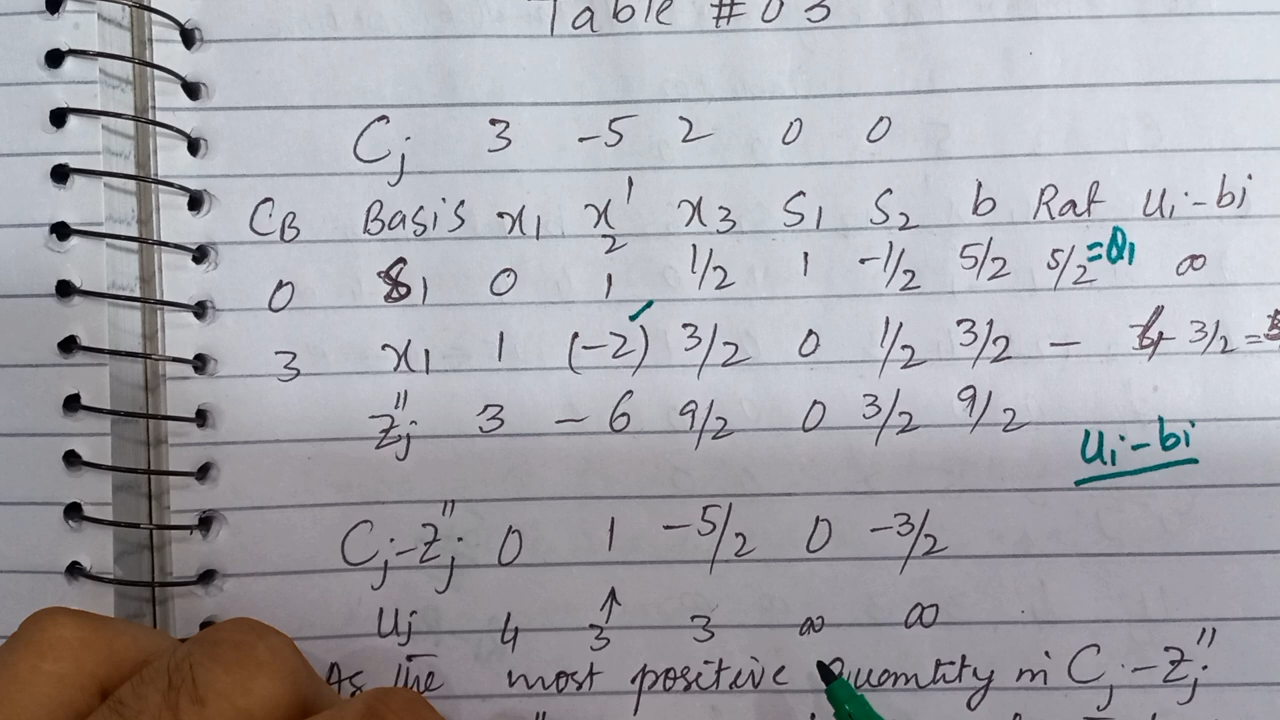 Table #03
Cj 3 -5 2 0 0
CB Basis x1 x2' x3 S1 S2 b Rat ui-bi
0 S1 0 1 1/2 1 -1/2 5/2 5/2 =θ1 ∞
3 x1 1 (-2) 3/2 0 1/2 3/2 - 3/2 =
Zj'' 3 - 6 9/2 0 3/2 9/2
ui-bi
Cj-Zj'' 0 1 -5/2 0 -3/2
↑
Uj 4 3 3 ∞ ∞
As the most positive quantity in Cj-Zj''